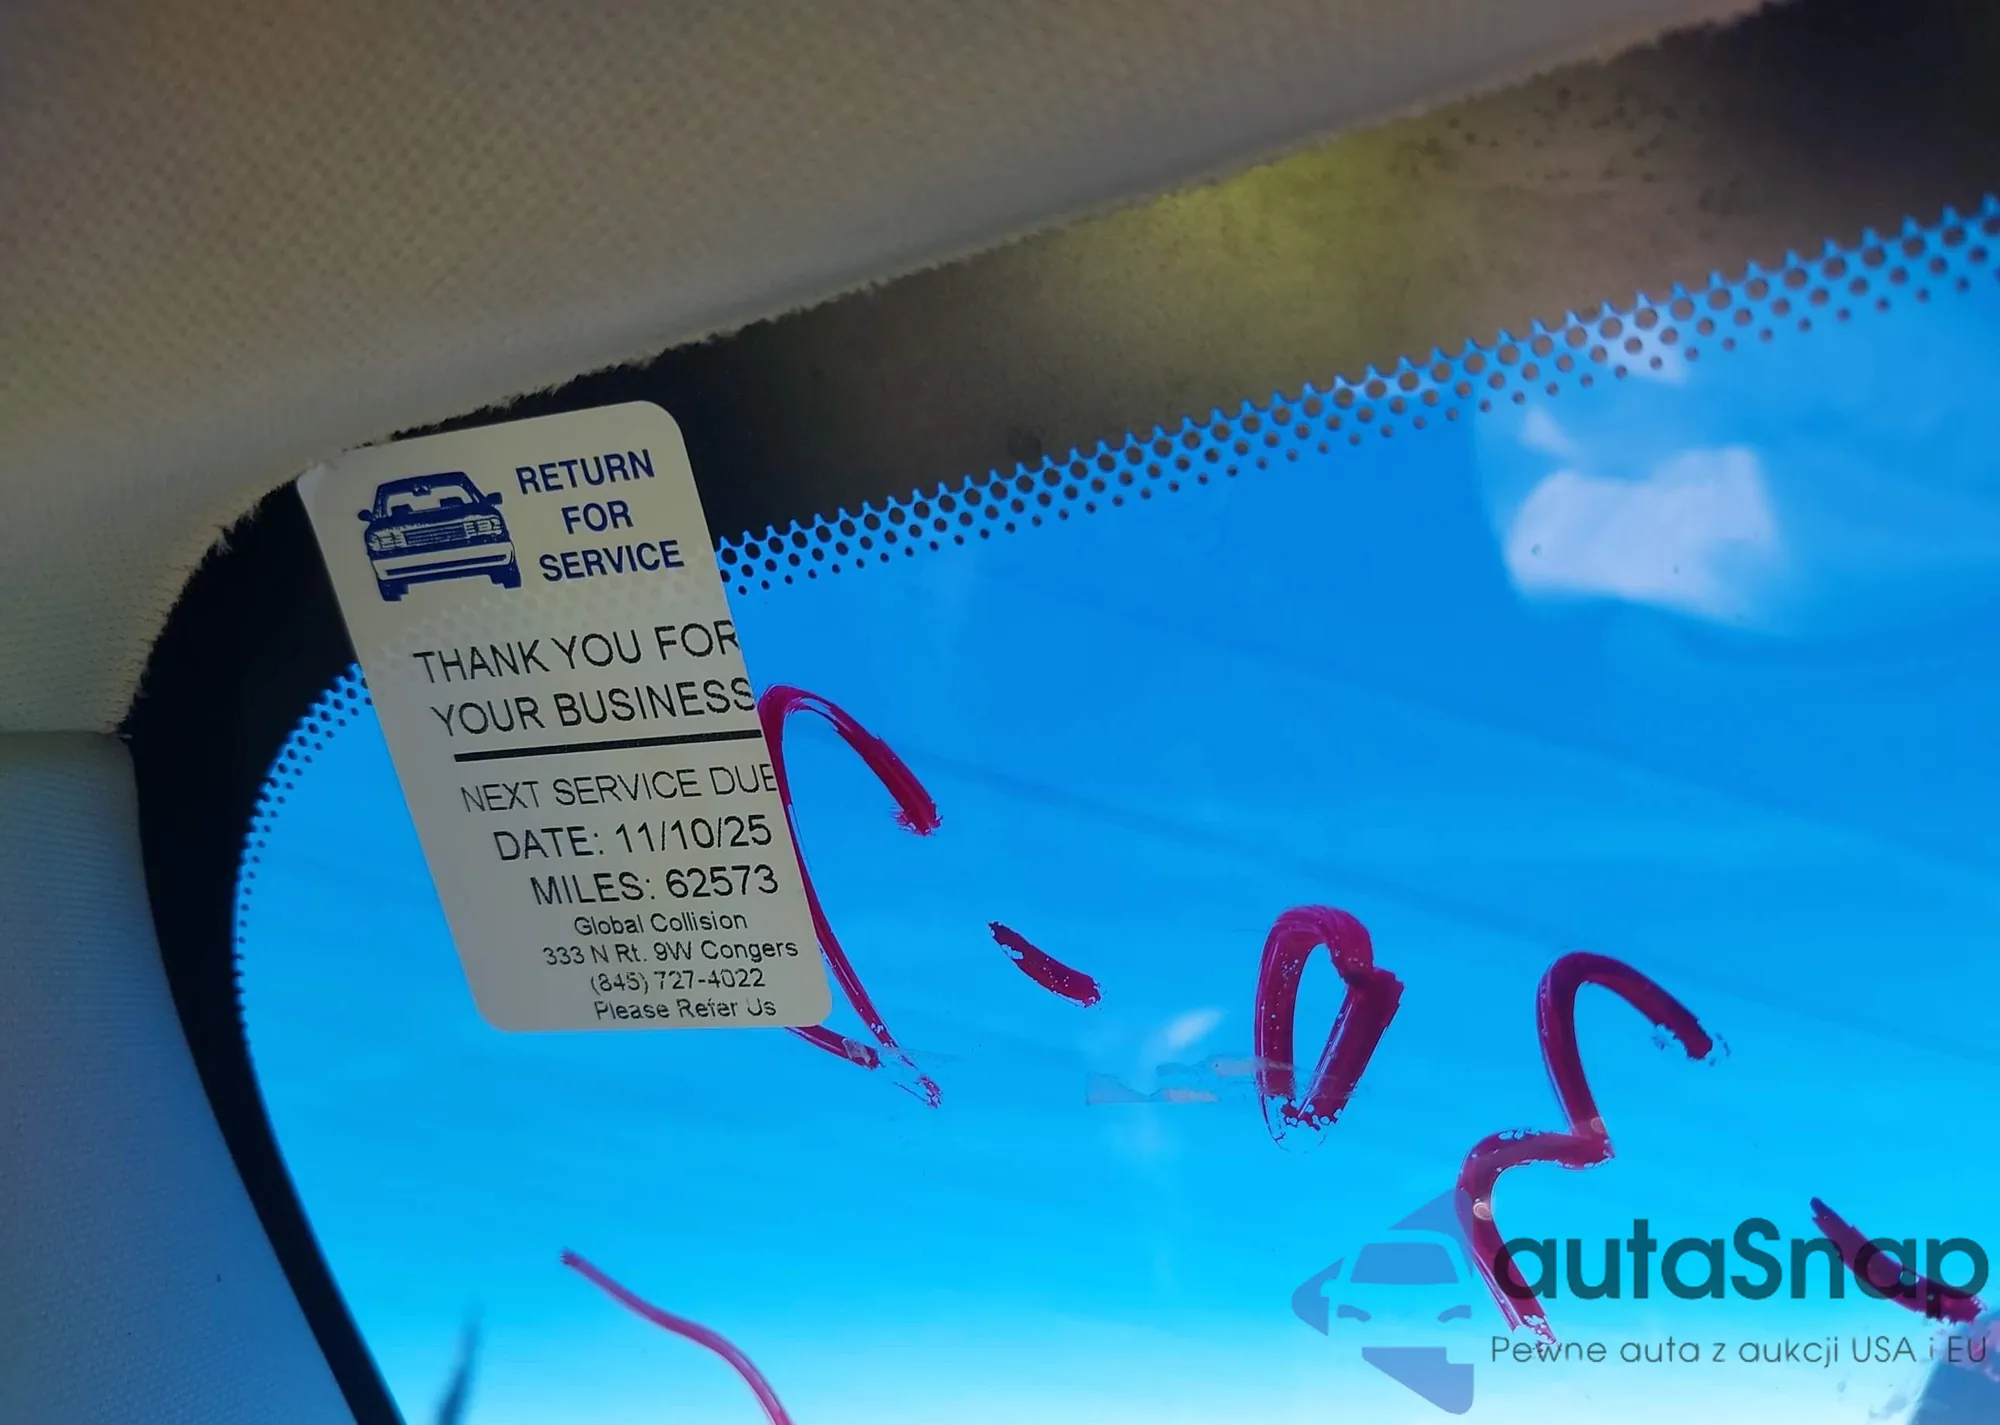 RETURN
FOR
SERVICE
THANK YOU FOR
YOUR BUSINESS
NEXT SERVICE DUE
DATE: 11/10/25
MILES: 62573
Global Collision
333 N Rt. 9W Congers
(845) 727-4022
Please Refer Us
autaSnap
Pewne auta z aukcji USA i EU